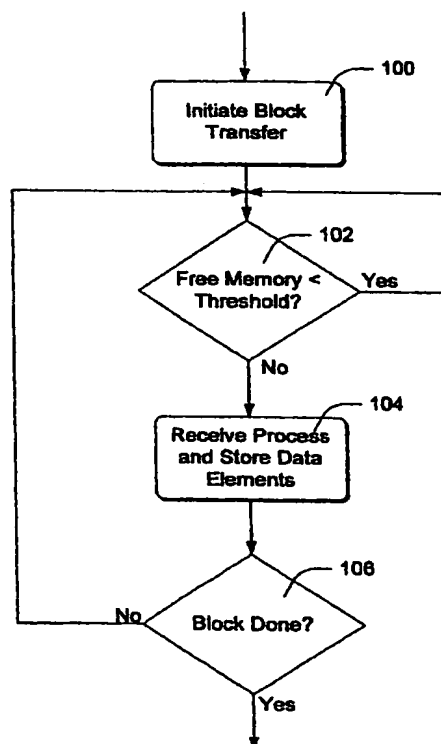 100
Initiate Block
Transfer
102
Free Memory <
Threshold?
Yes
No
104
Receive Process
and Store Data
Elements
106
No
Block Done?
Yes